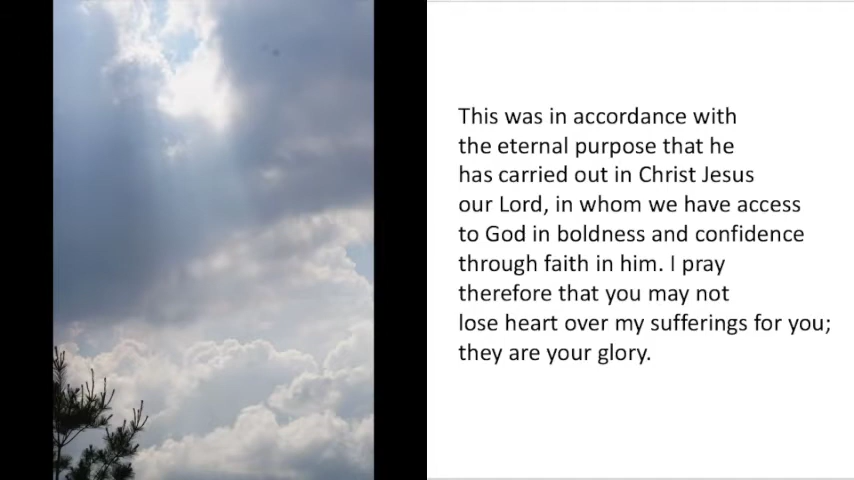 This was in accordance with
the eternal purpose that he
has carried out in Christ Jesus
our Lord, in whom we have access
to God in boldness and confidence
through faith in him. I pray
therefore that you may not
lose heart over my sufferings for you;
they are your glory.